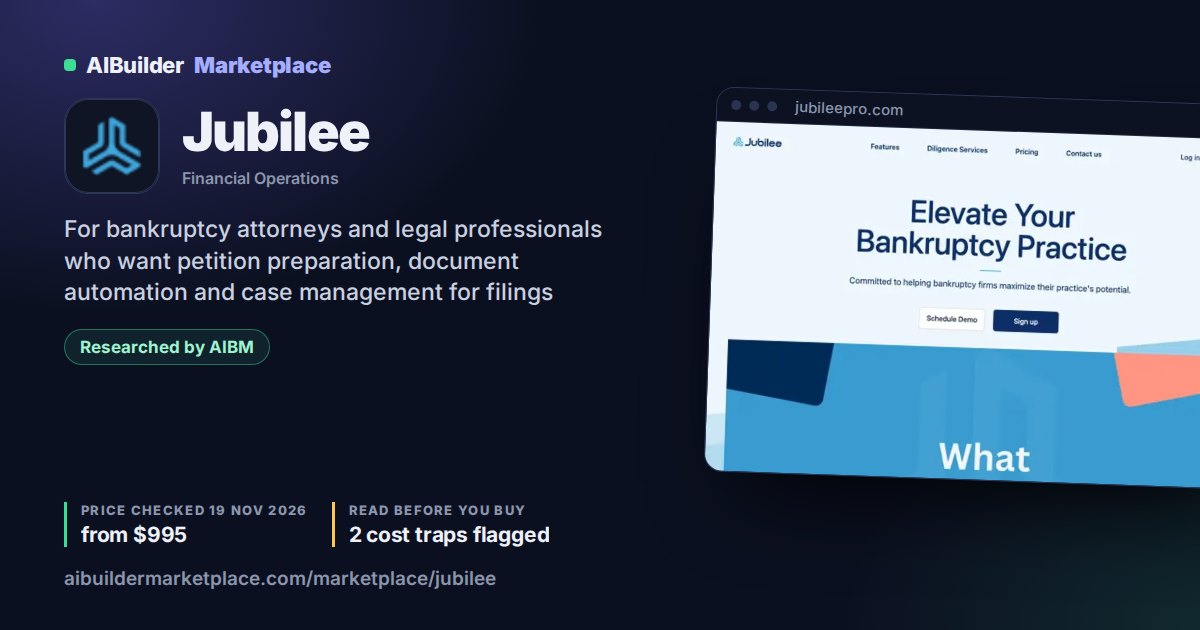 AIBuilder Marketplace
Jubilee
Financial Operations
For bankruptcy attorneys and legal professionals
who want petition preparation, document
automation and case management for filings
Researched by AIBM
PRICE CHECKED 19 NOV 2026
from $995
READ BEFORE YOU BUY
2 cost traps flagged
aibuildermarketplace.com/marketplace/jubilee
jubileepro.com
Jubilee
Features
Diligence Services
Pricing
Contact us
Log in
Elevate Your
Bankruptcy Practice
Committed to helping bankruptcy firms maximize their practice's potential.
Schedule Demo
Sign up
What